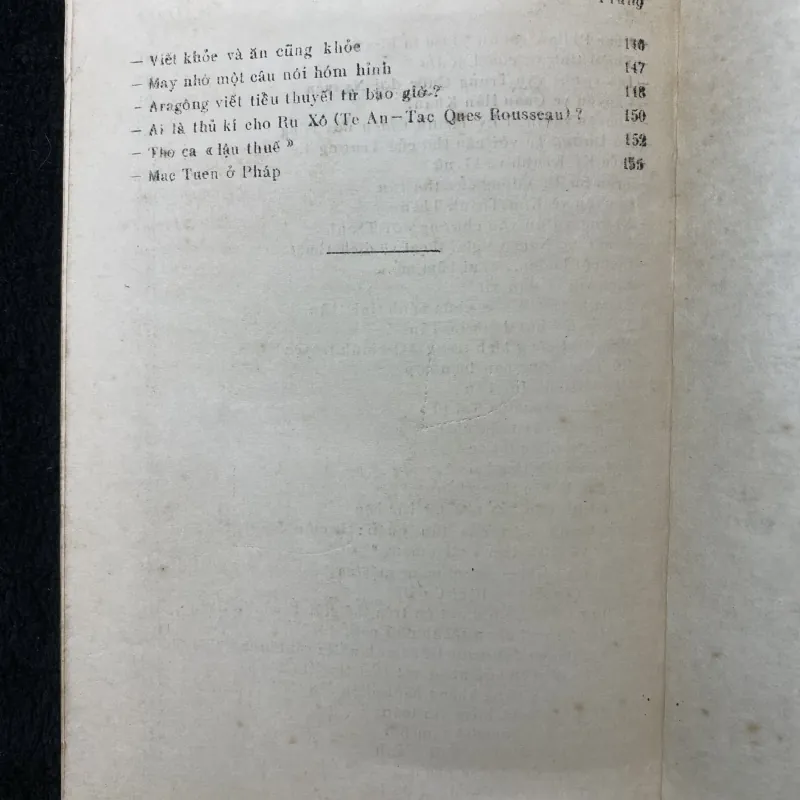 Trang
— Viết khỏe và ăn cũng khỏe 146
— May nhờ một câu nói hóm hỉnh 147
— Aragông viết tiểu thuyết từ bao giờ? 148
— Ai là thủ kỉ cho Ru Xô (Te An—Tac Ques Rousseau) ? 150
— Thơ ca « lậu thuế » 152
— Mac Tuen ở Pháp 155